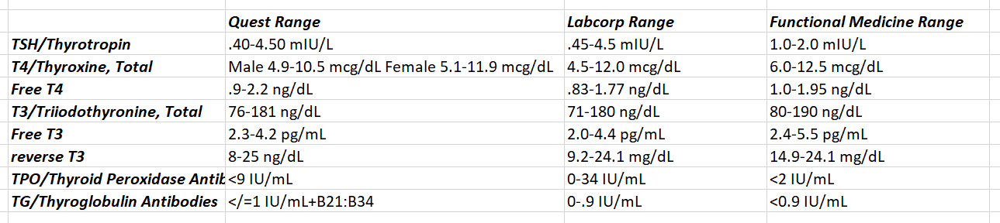 Quest Range Labcorp Range Functional Medicine Range
TSH/Thyrotropin .40-4.50 mIU/L .45-4.5 mIU/L 1.0-2.0 mIU/L
T4/Thyroxine, Total Male 4.9-10.5 mcg/dL Female 5.1-11.9 mcg/dL 4.5-12.0 mcg/dL 6.0-12.5 mcg/dL
Free T4 .9-2.2 ng/dL .83-1.77 ng/dL 1.0-1.95 ng/dL
T3/Triiodothyronine, Total 76-181 ng/dL 71-180 ng/dL 80-190 ng/dL
Free T3 2.3-4.2 pg/mL 2.0-4.4 pg/mL 2.4-5.5 pg/mL
reverse T3 8-25 ng/dL 9.2-24.1 mg/dL 14.9-24.1 mg/dL
TPO/Thyroid Peroxidase Antib <9 IU/mL 0-34 IU/mL <2 IU/mL
TG/Thyroglobulin Antibodies </=1 IU/mL+B21:B34 0-.9 IU/mL <0.9 IU/mL